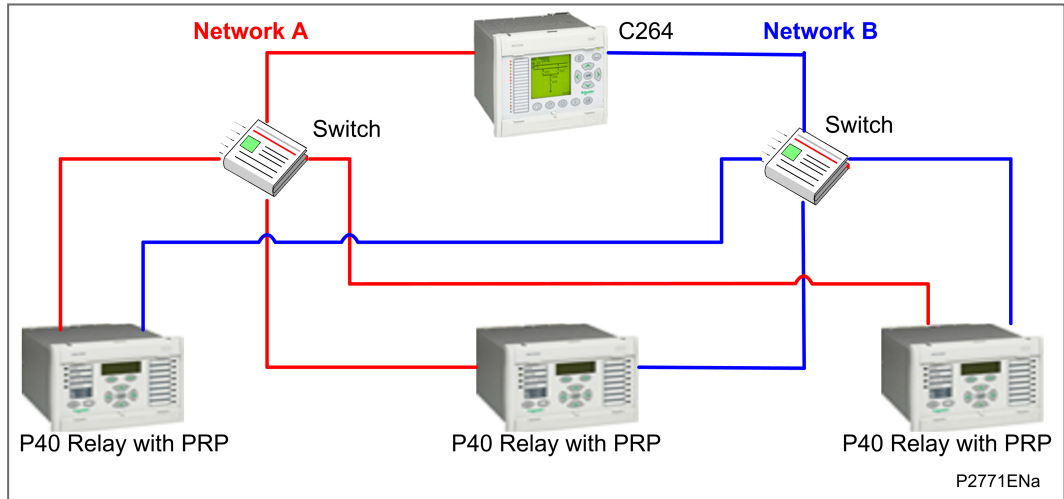 Network A
C264
Network B
Switch
Switch
P40 Relay with PRP
P40 Relay with PRP
P40 Relay with PRP
P2771ENa